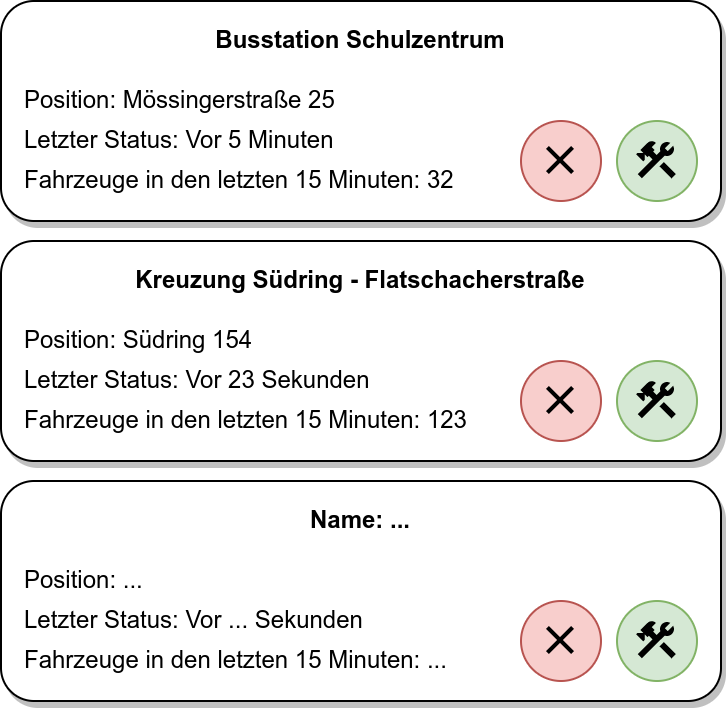 Busstation Schulzentrum
Position: Mössingerstraße 25
Letzter Status: Vor 5 Minuten
Fahrzeuge in den letzten 15 Minuten: 32
Kreuzung Südring - Flatschacherstraße
Position: Südring 154
Letzter Status: Vor 23 Sekunden
Fahrzeuge in den letzten 15 Minuten: 123
Name: ...
Position: ...
Letzter Status: Vor ... Sekunden
Fahrzeuge in den letzten 15 Minuten: ...